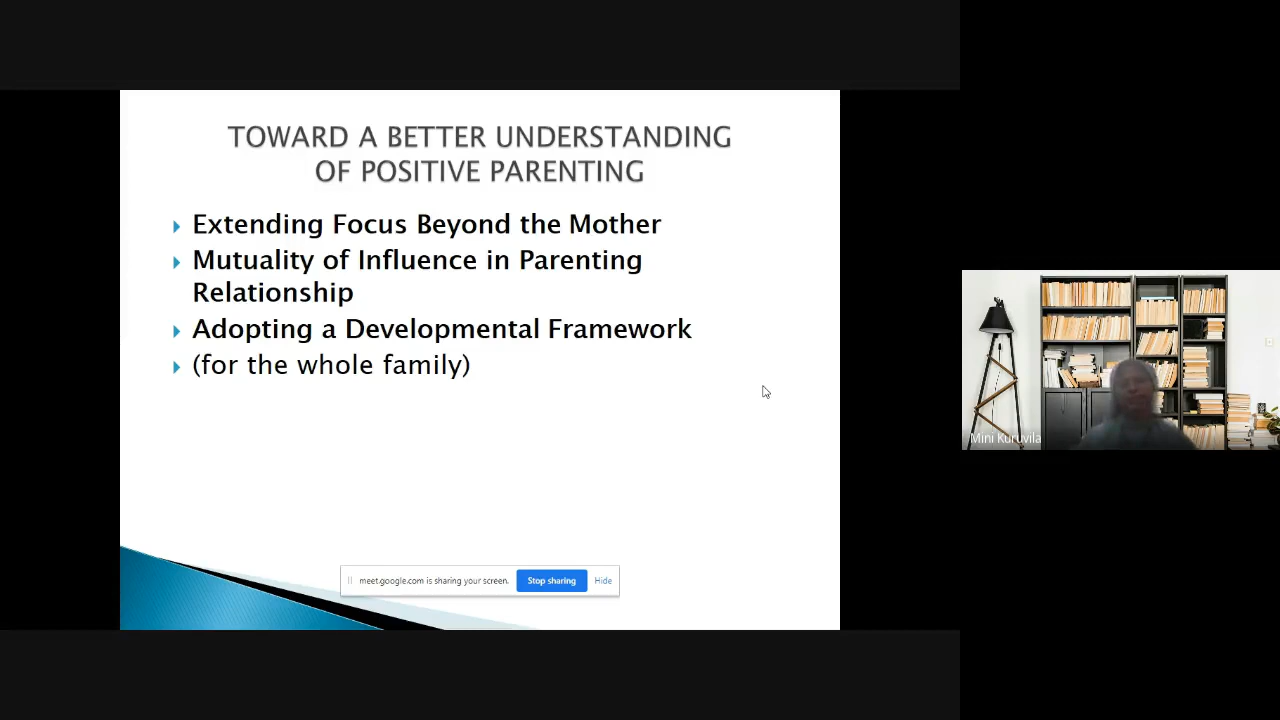 TOWARD A BETTER UNDERSTANDING
OF POSITIVE PARENTING
Extending Focus Beyond the Mother
Mutuality of Influence in Parenting
Relationship
Adopting a Developmental Framework
(for the whole family)
meet.google.com is sharing your screen.
Stop sharing
Hide
Mini Kuruvila